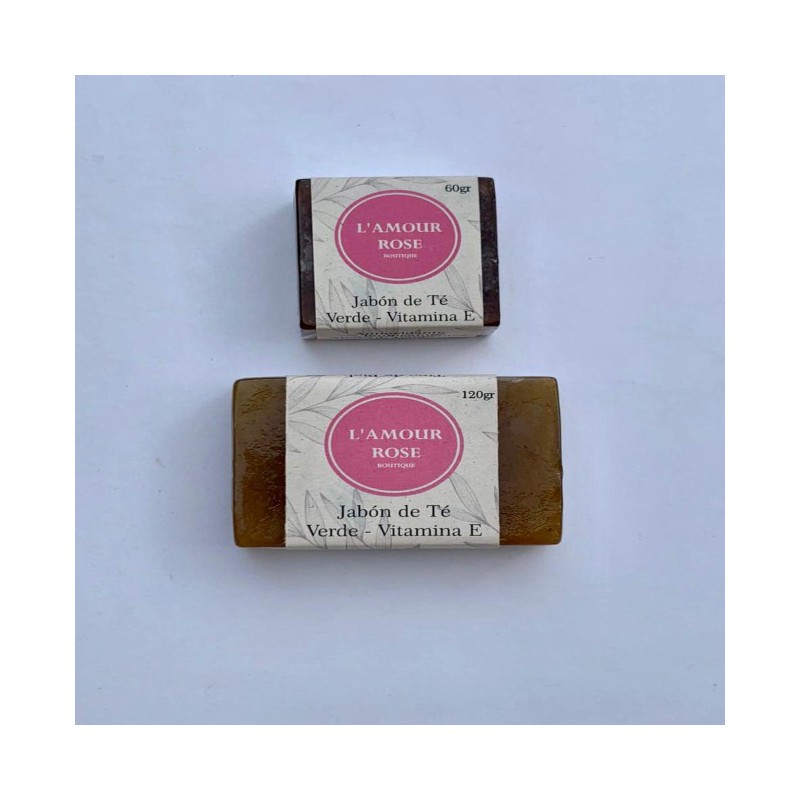 60gr
L'AMOUR
ROSE
BOUTIQUE
Jabón de Té
Verde - Vitamina E
120gr
L'AMOUR
ROSE
BOUTIQUE
Jabón de Té
Verde - Vitamina E